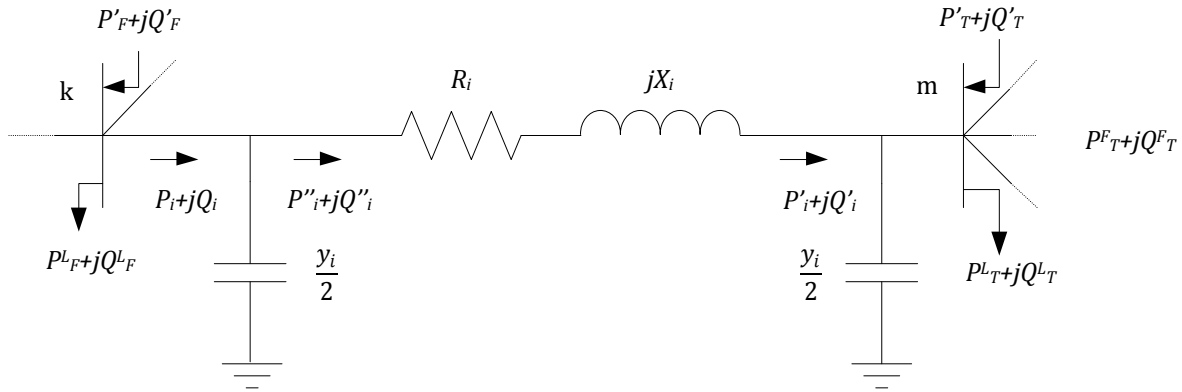 P'F+jQ'F
P'T+jQ'T
k
Ri
jXi
m
PFT+jQFT
Pi+jQi
P''i+jQ''i
P'i+jQ'i
PLF+jQLF
yi
2
yi
2
PLT+jQLT